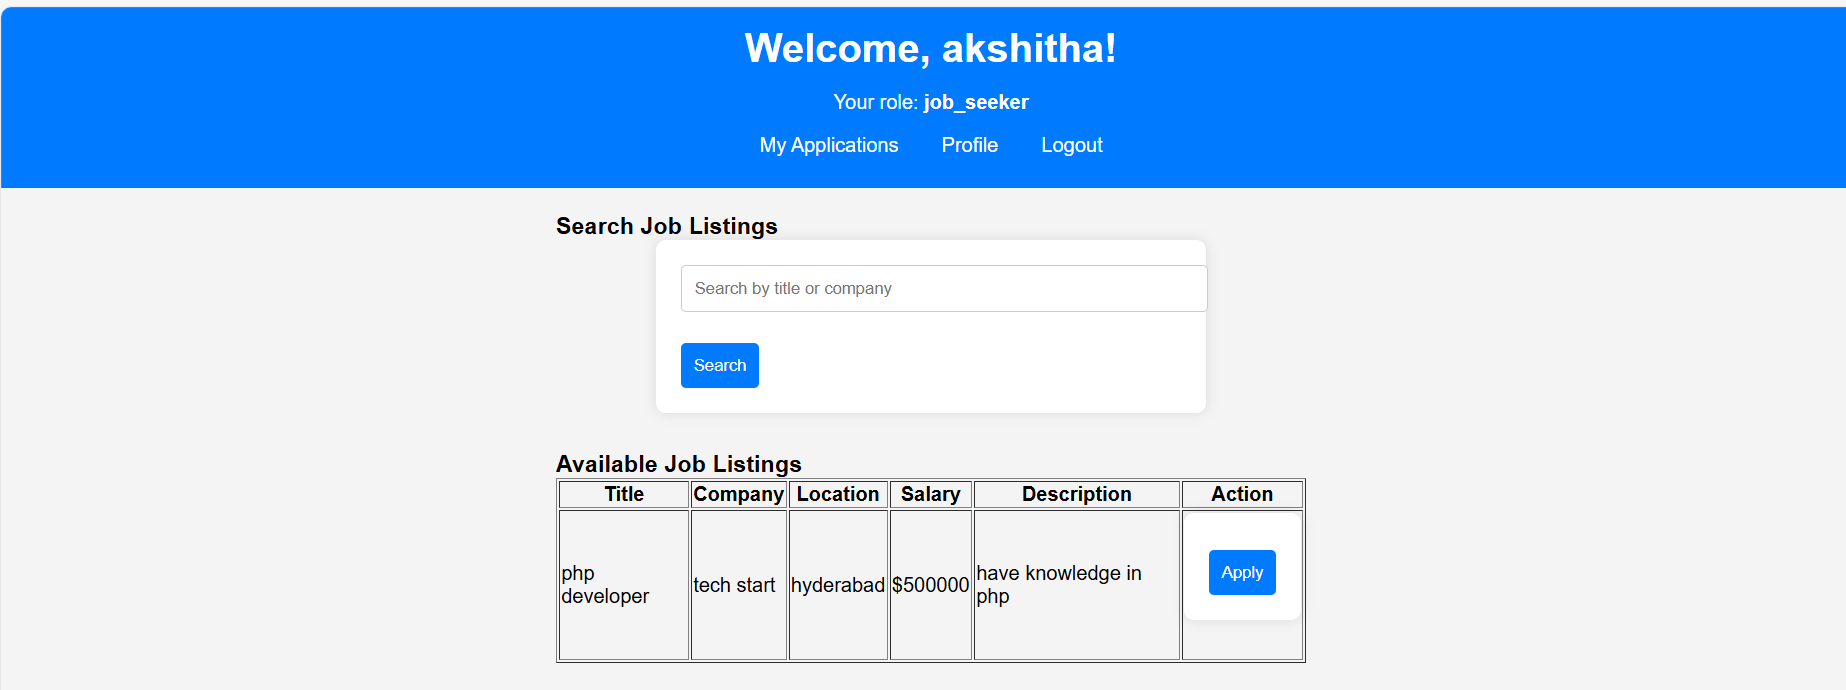 Welcome, akshitha!
Your role: job_seeker
My Applications Profile Logout
Search Job Listings
Search by title or company
Search
Available Job Listings
Title Company Location Salary Description Action
php developer tech start hyderabad $500000 have knowledge in php Apply